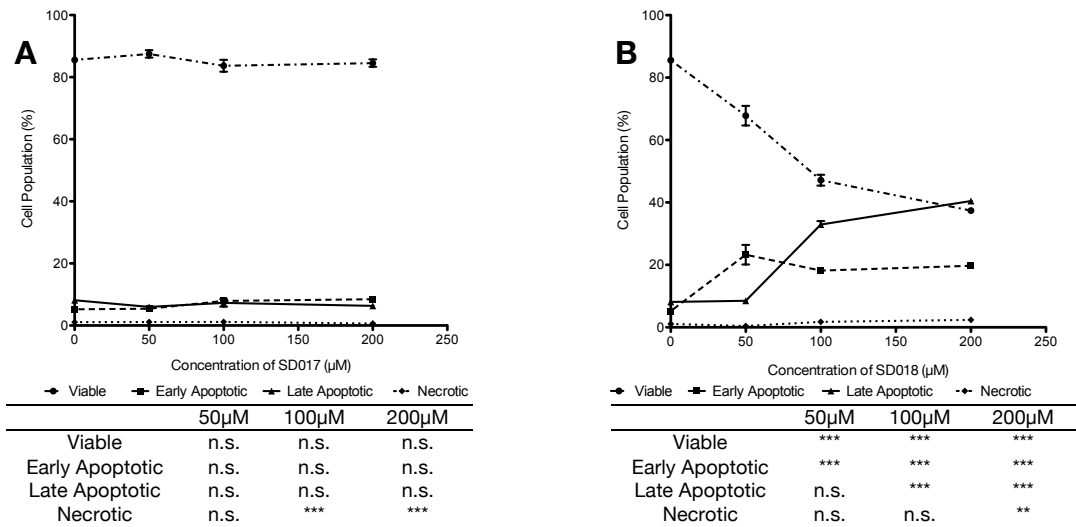 A
100
80
60
40
20
0
Cell Population (%)
0 50 100 150 200 250
Concentration of SD017 (µM)
Viable Early Apoptotic Late Apoptotic Necrotic
50µM 100µM 200µM
Viable n.s. n.s. n.s.
Early Apoptotic n.s. n.s. n.s.
Late Apoptotic n.s. n.s. n.s.
Necrotic n.s. *** ***
B
100
80
60
40
20
0
Cell Population (%)
0 50 100 150 200 250
Concentration of SD018 (µM)
Viable Early Apoptotic Late Apoptotic Necrotic
50µM 100µM 200µM
Viable *** *** ***
Early Apoptotic *** *** ***
Late Apoptotic n.s. *** ***
Necrotic n.s. n.s. **